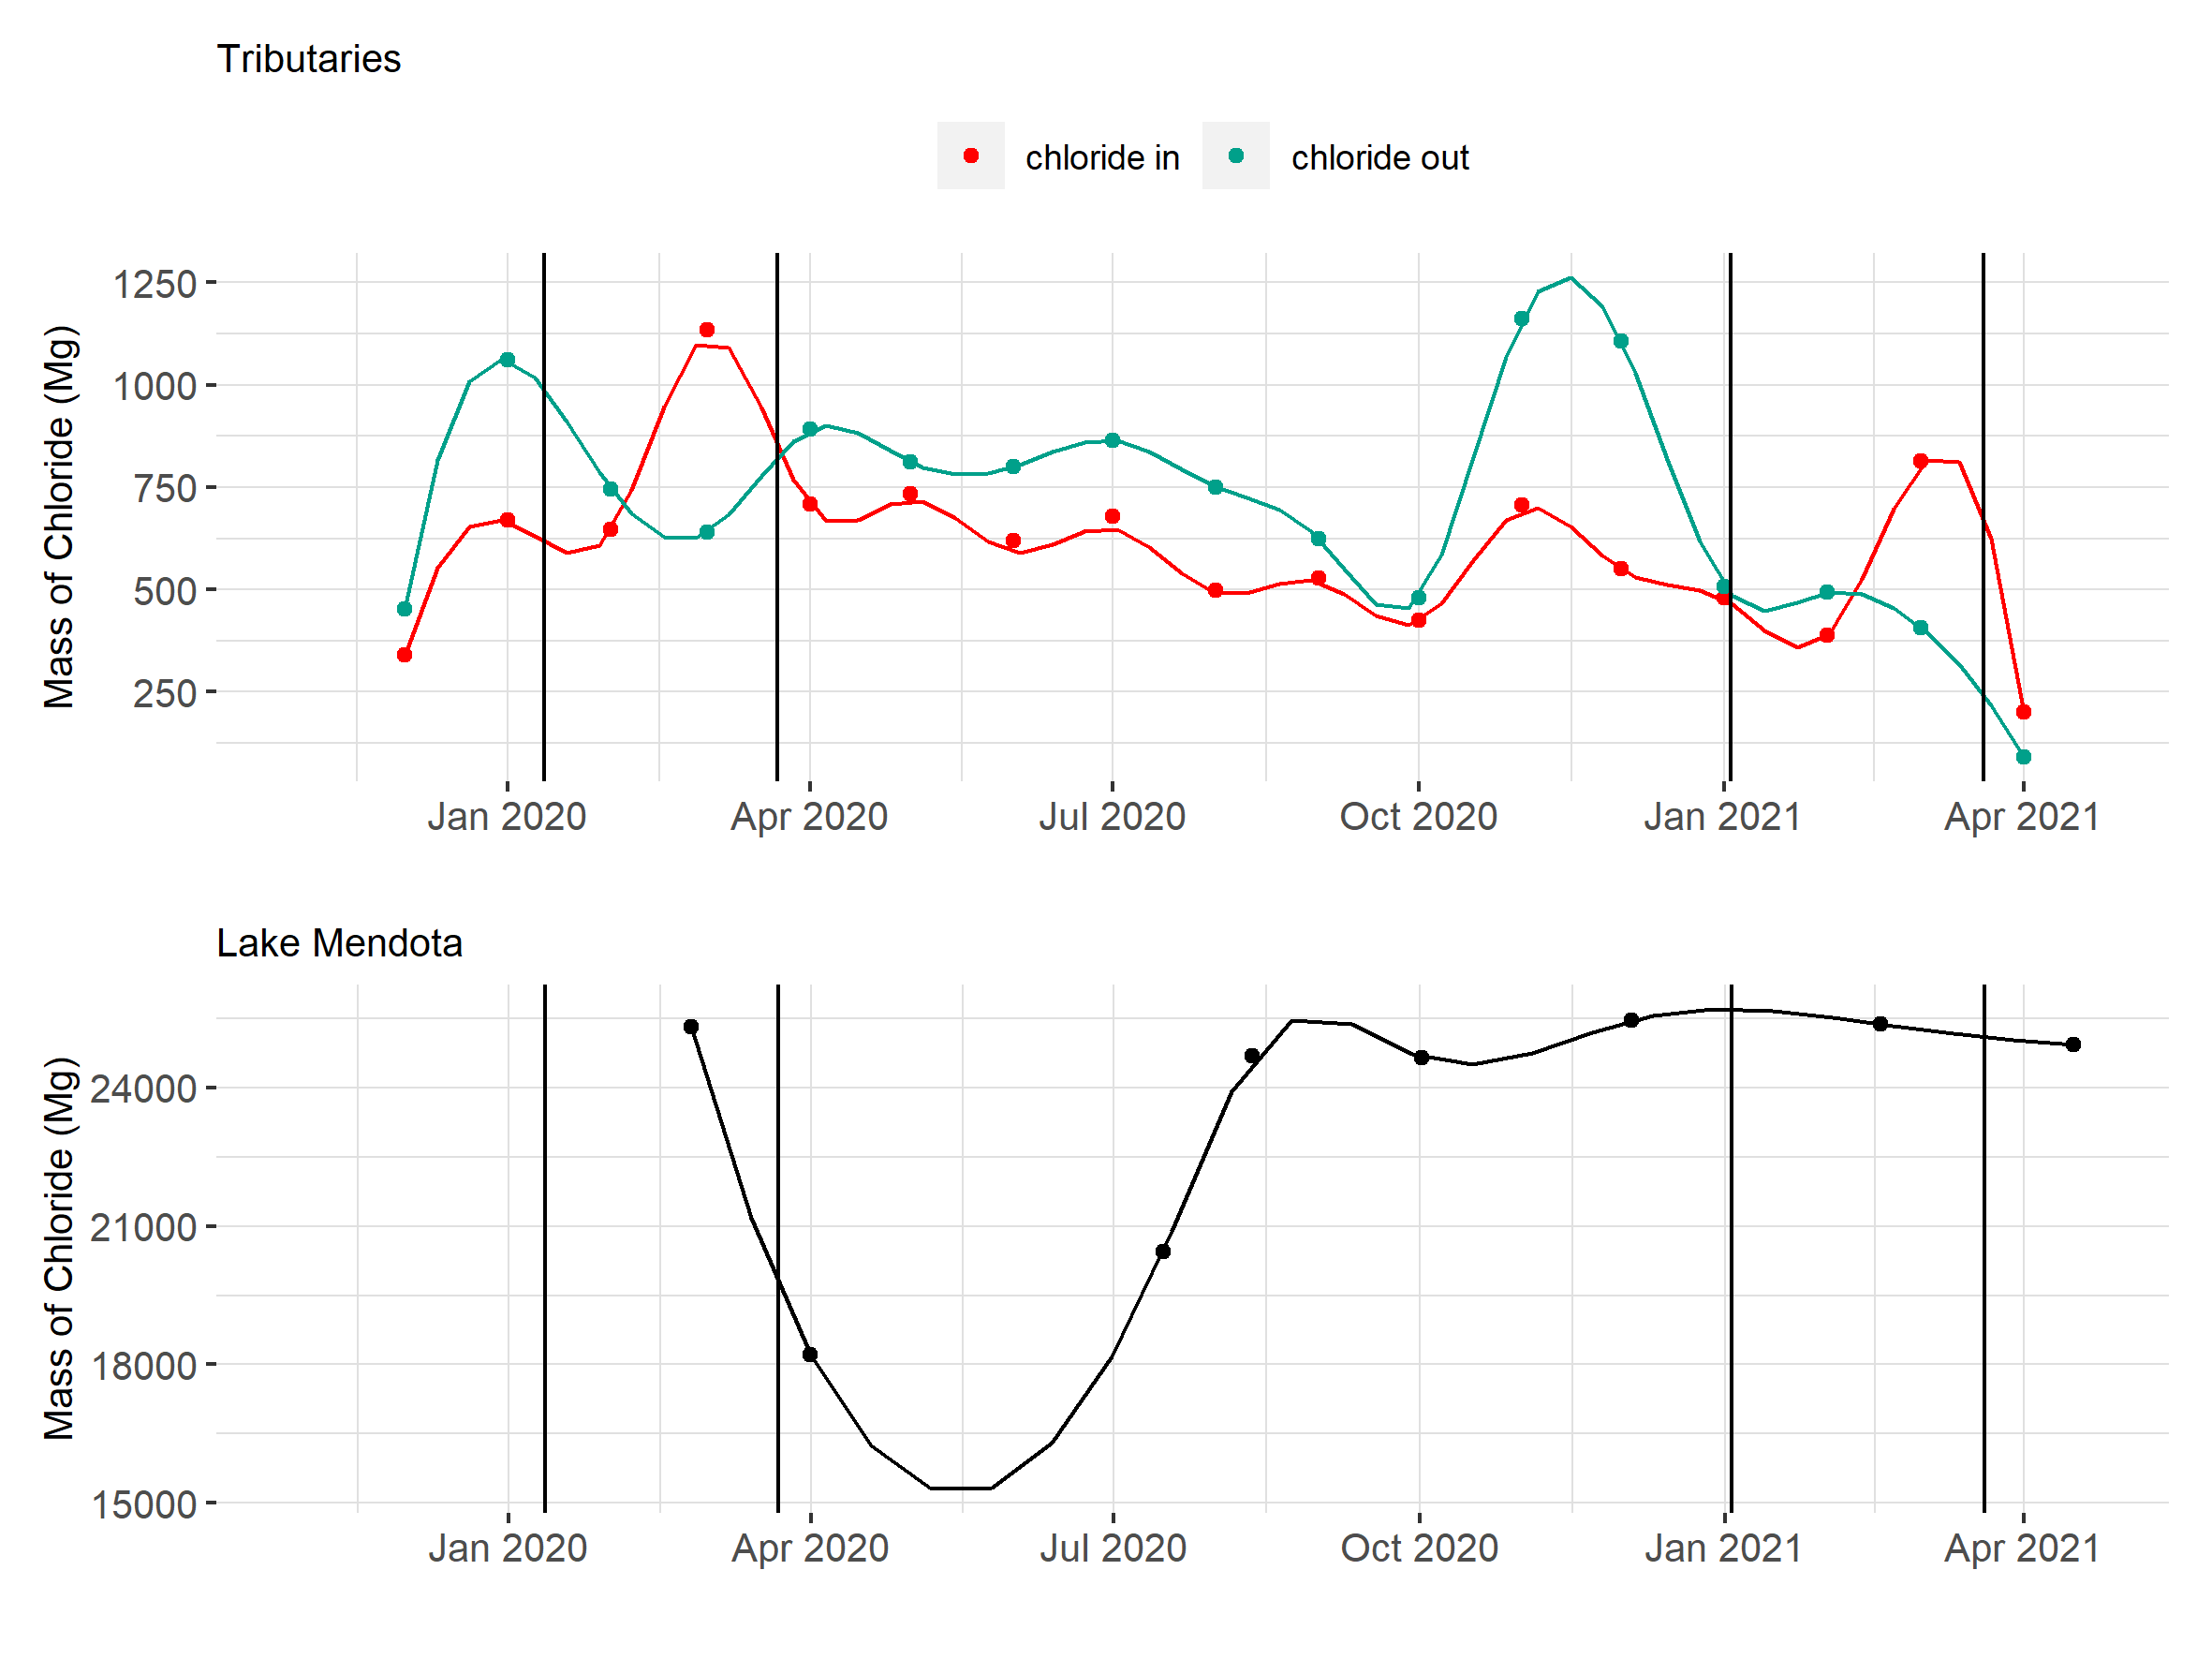 Tributaries
chloride in chloride out
Mass of Chloride (Mg)
1250
1000
750
500
250
Jan 2020 Apr 2020 Jul 2020 Oct 2020 Jan 2021 Apr 2021
Lake Mendota
Mass of Chloride (Mg)
24000
21000
18000
15000
Jan 2020 Apr 2020 Jul 2020 Oct 2020 Jan 2021 Apr 2021